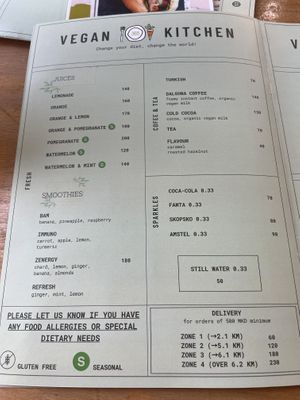 VEGAN KITCHEN
Change your diet, change the world!
JUICES
LEMONADE 140
ORANGE 160
ORANGE & LEMON 170
ORANGE & POMEGRANATE S 180
POMEGRANATE S 200
WATERMELON S 120
WATERMELON & MINT S 140
FRESH
SMOOTHIES
BAM
banana, pineapple, raspberry
IMMUNO
carrot, apple, lemon,
turmeric
ZENERGY 180
chard, lemon, ginger,
banana, almonds
REFRESH
ginger, mint, lemon
PLEASE LET US KNOW IF YOU HAVE
ANY FOOD ALLERGIES OR SPECIAL
DIETARY NEEDS
GLUTEN FREE
S SEASONAL
COFFEE & TEA
TURKISH 70
DALGONA COFFEE 140
foamy instant coffee, organic
vegan milk
COLD COCOA 130
cocoa, organic vegan milk
TEA 70
FLAVOUR 40
caramel
roasted hazelnut
SPARKLES
COCA-COLA 0.33 70
FANTA 0.33
SKOPSKO 0.33 80
AMSTEL 0.33 90
STILL WATER 0.33
50
DELIVERY
for orders of 500 MKD minimum
ZONE 1 (→2.1 KM) 60
ZONE 2 (→5.1 KM) 120
ZONE 3 (→6.1 KM) 180
ZONE 4 (OVER 6.2 KM) 230